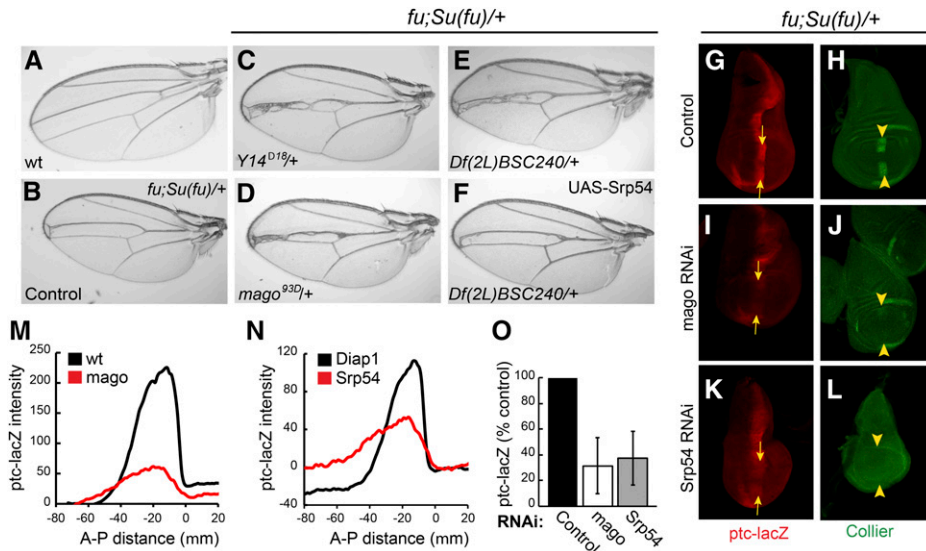 fu;Su(fu)/+
fu;Su(fu)/+
A
wt
C
Y14^D18/+
E
Df(2L)BSC240/+
B
fu;Su(fu)/+
Control
D
mago^93D/+
F
UAS-Srp54
Df(2L)BSC240/+
G
H
Control
I
J
mago RNAi
K
L
Srp54 RNAi
ptc-lacZ
Collier
M
wt
mago
ptc-lacZ intensity
250
200
150
100
50
0
-80 -60 -40 -20 0 20
A-P distance (mm)
N
Diap1
Srp54
ptc-lacZ intensity
120
80
40
0
-40
-80 -60 -40 -20 0 20
A-P distance (mm)
O
ptc-lacZ (% control)
100
80
60
40
20
0
RNAi:
Control
mago
Srp54